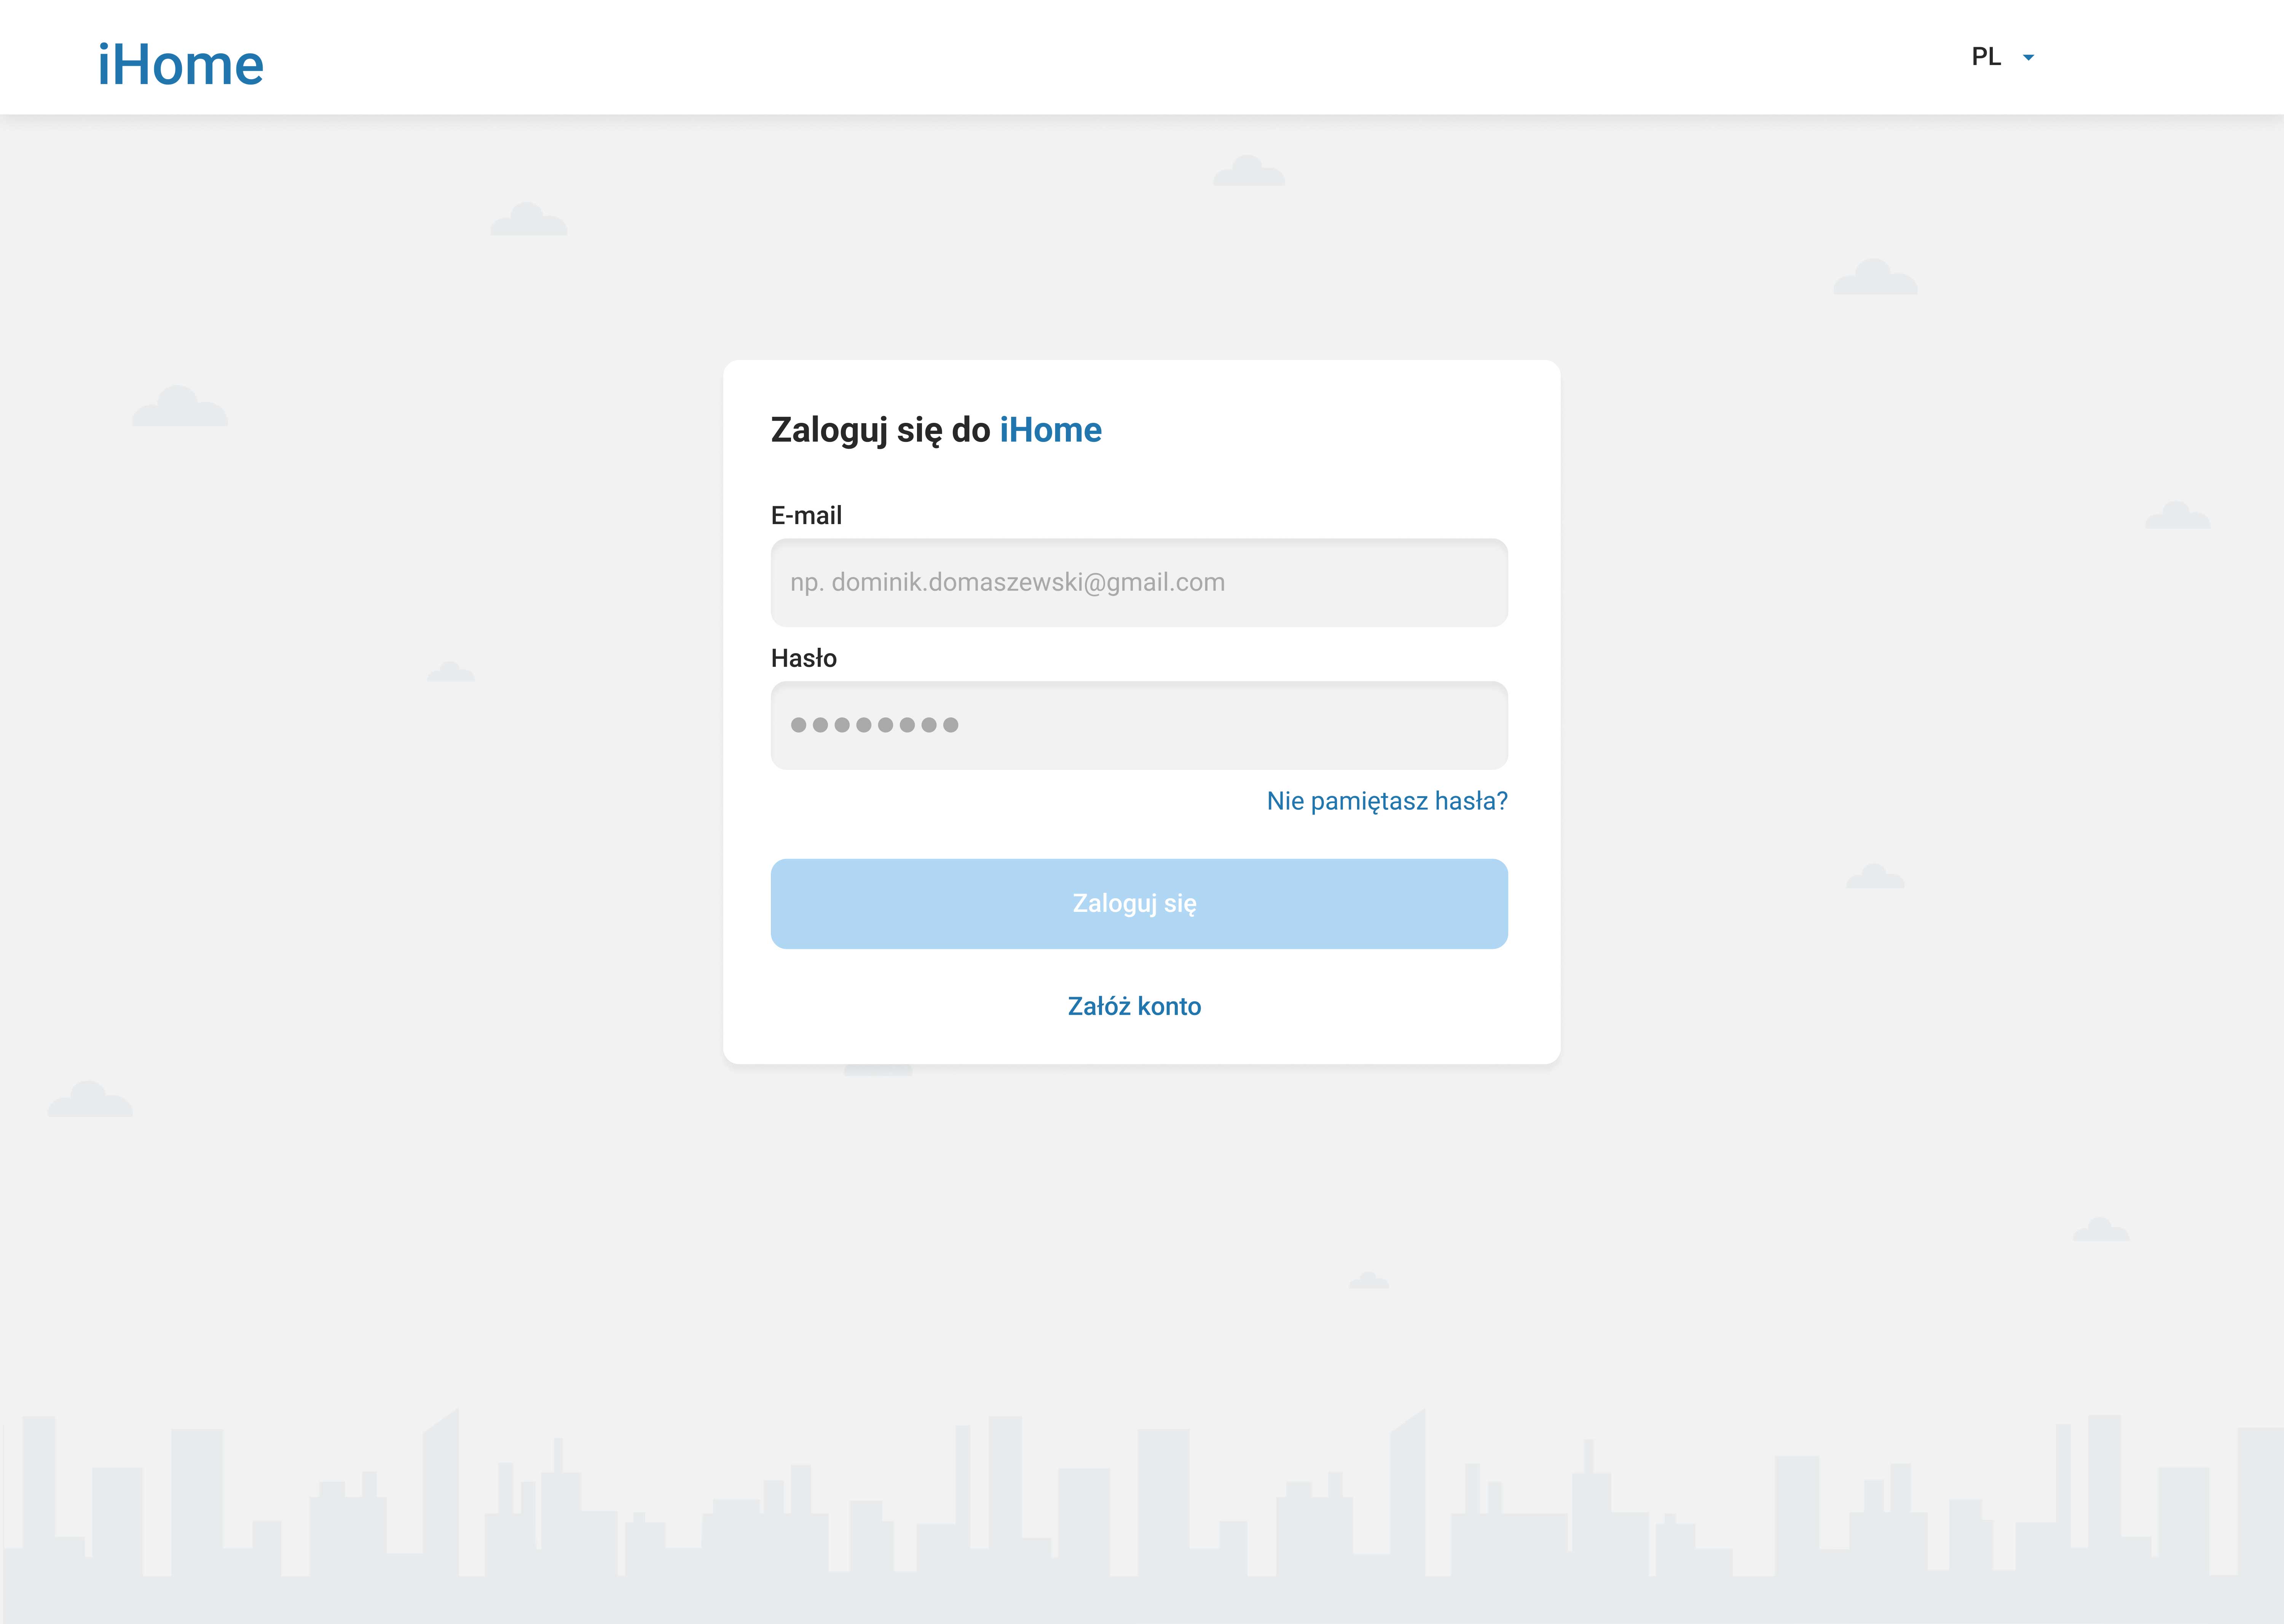 iHome
PL
Zaloguj się do iHome
E-mail
np. dominik.domaszewski@gmail.com
Hasło
Nie pamiętasz hasła?
Zaloguj się
Załóż konto